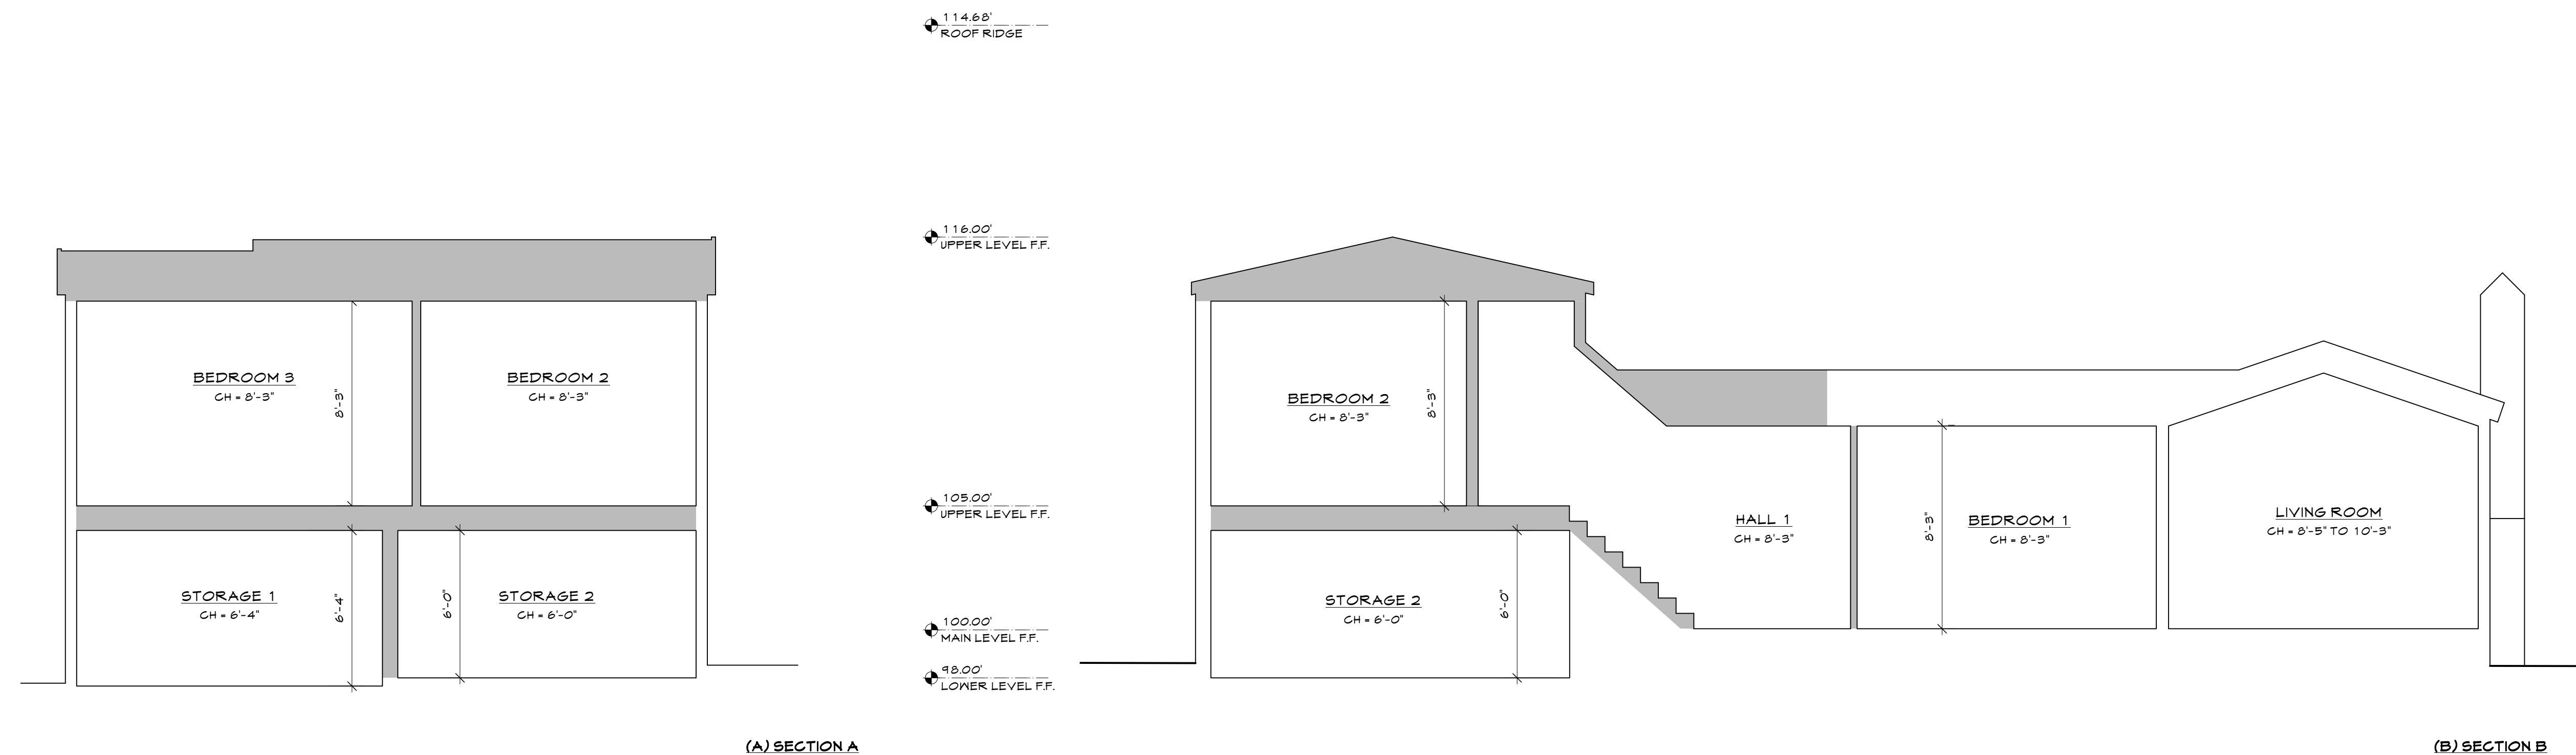 114.68'
ROOF RIDGE
116.00'
UPPER LEVEL F.F.
BEDROOM 3
CH = 8'-3"
8'-3"
BEDROOM 2
CH = 8'-3"
BEDROOM 2
CH = 8'-3"
8'-3"
105.00'
UPPER LEVEL F.F.
HALL 1
CH = 8'-3"
8'-3"
BEDROOM 1
CH = 8'-3"
LIVING ROOM
CH = 8'-5" TO 10'-3"
STORAGE 1
CH = 6'-4"
6'-4"
6'-0"
STORAGE 2
CH = 6'-0"
STORAGE 2
CH = 6'-0"
6'-0"
100.00'
MAIN LEVEL F.F.
98.00'
LOWER LEVEL F.F.
(A) SECTION A
(B) SECTION B